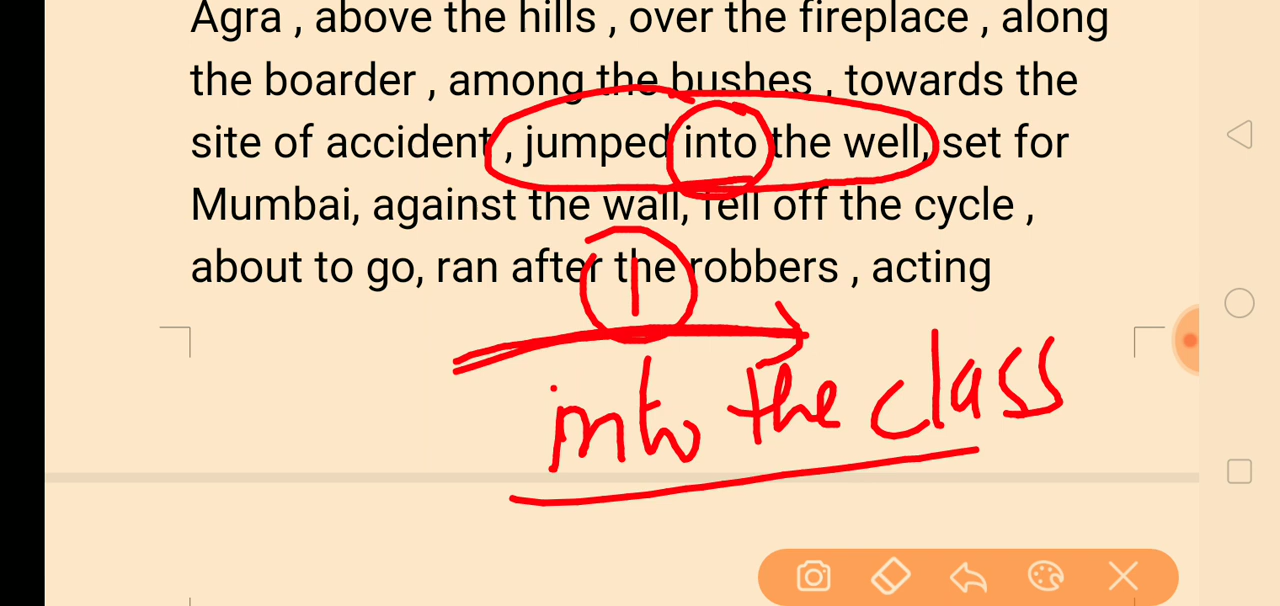 Agra , above the hills , over the fireplace , along
the boarder , among the bushes , towards the
site of accident , jumped into the well, set for
Mumbai, against the wall, fell off the cycle ,
about to go, ran after the robbers , acting
1
into the class